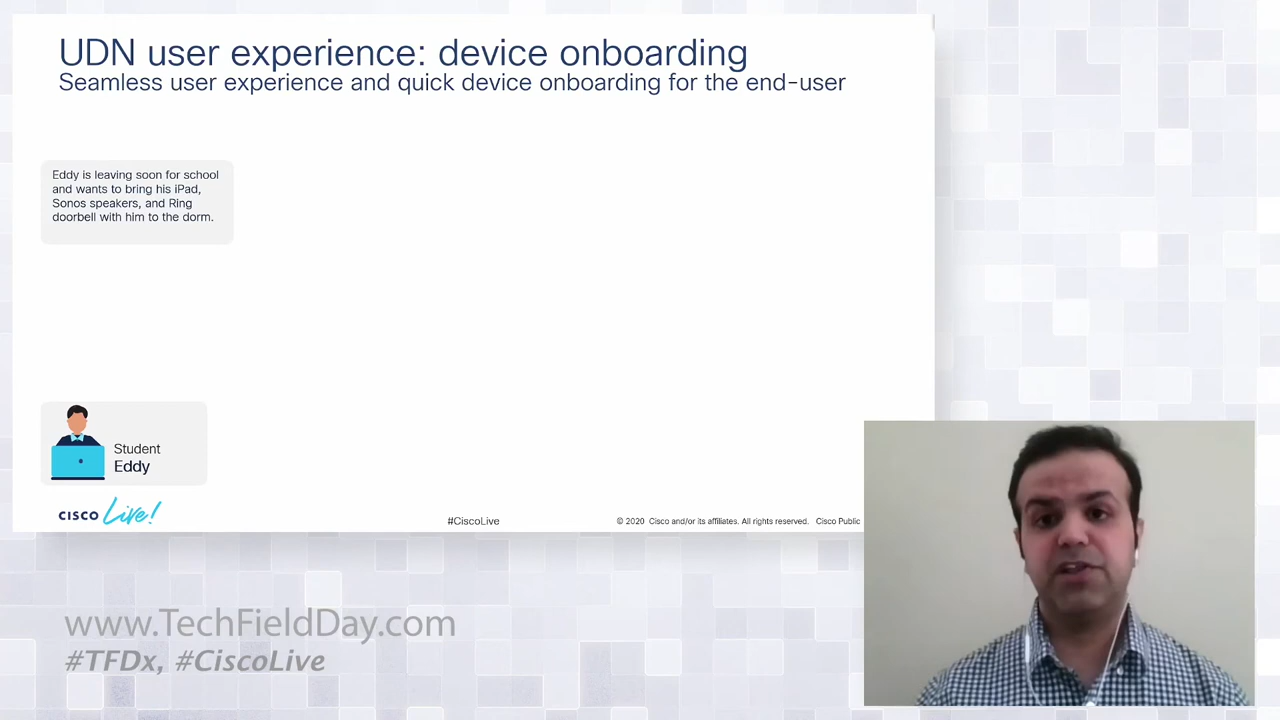 UDN user experience: device onboarding
Seamless user experience and quick device onboarding for the end-user
Eddy is leaving soon for school
and wants to bring his iPad,
Sonos speakers, and Ring
doorbell with him to the dorm.
Student
Eddy
CISCO Live!
#CiscoLive
© 2020 Cisco and/or its affiliates. All rights reserved. Cisco Public
www.TechFieldDay.com
#TFDx, #CiscoLive